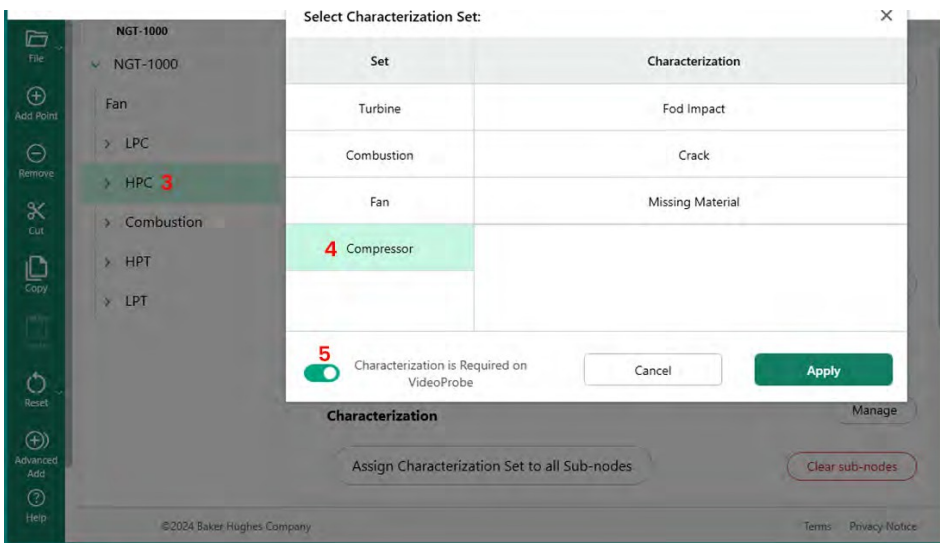 File
Add Point
Remove
Cut
Copy
Reset
Advanced
Add
Help
NGT-1000
NGT-1000
Fan
LPC
HPC 3
Combustion
HPT
LPT
Select Characterization Set:
Set Characterization
Turbine Fod Impact
Combustion Crack
Fan Missing Material
4 Compressor
5
Characterization is Required on
VideoProbe
Cancel Apply
Characterization Manage
Assign Characterization Set to all Sub-nodes Clear sub-nodes
©2024 Baker Hughes Company Terms Privacy Notice